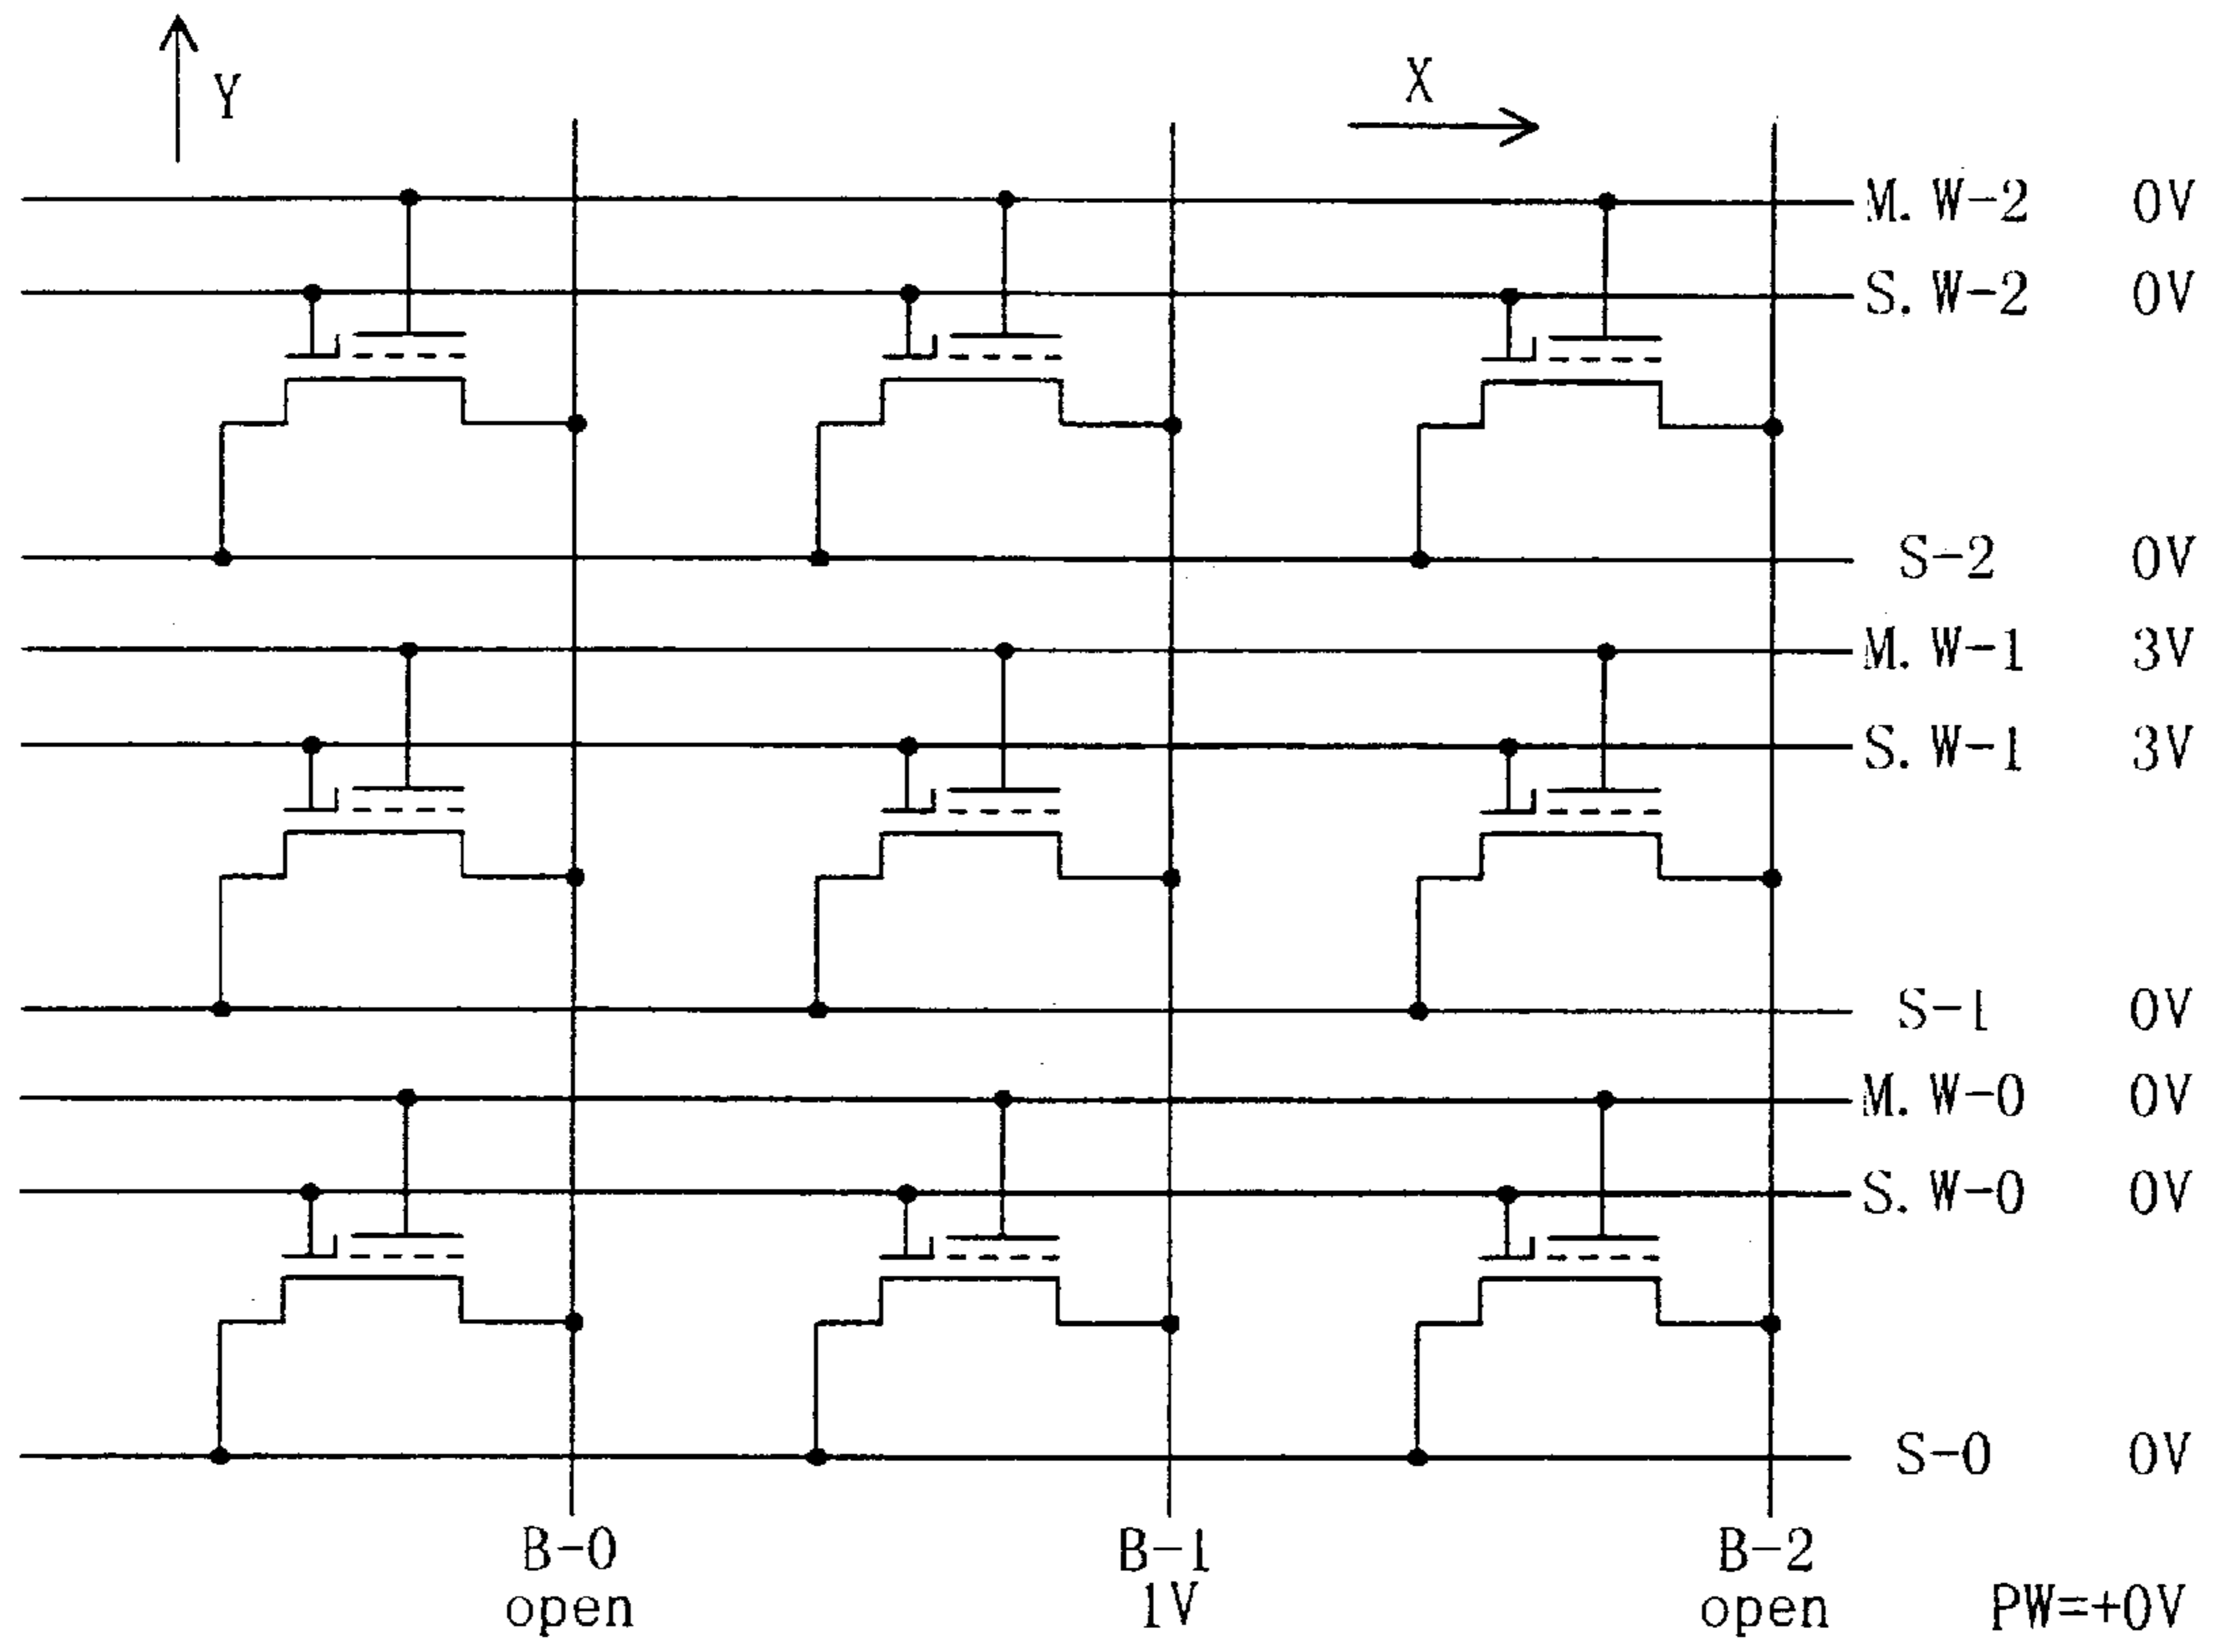 Y
X
M. W-2 0V
S. W-2 0V
S-2 0V
M. W-1 3V
S. W-1 3V
S-1 0V
M. W-0 0V
S. W-0 0V
S-0 0V
B-0 B-1 B-2
open 1V open PW=+0V